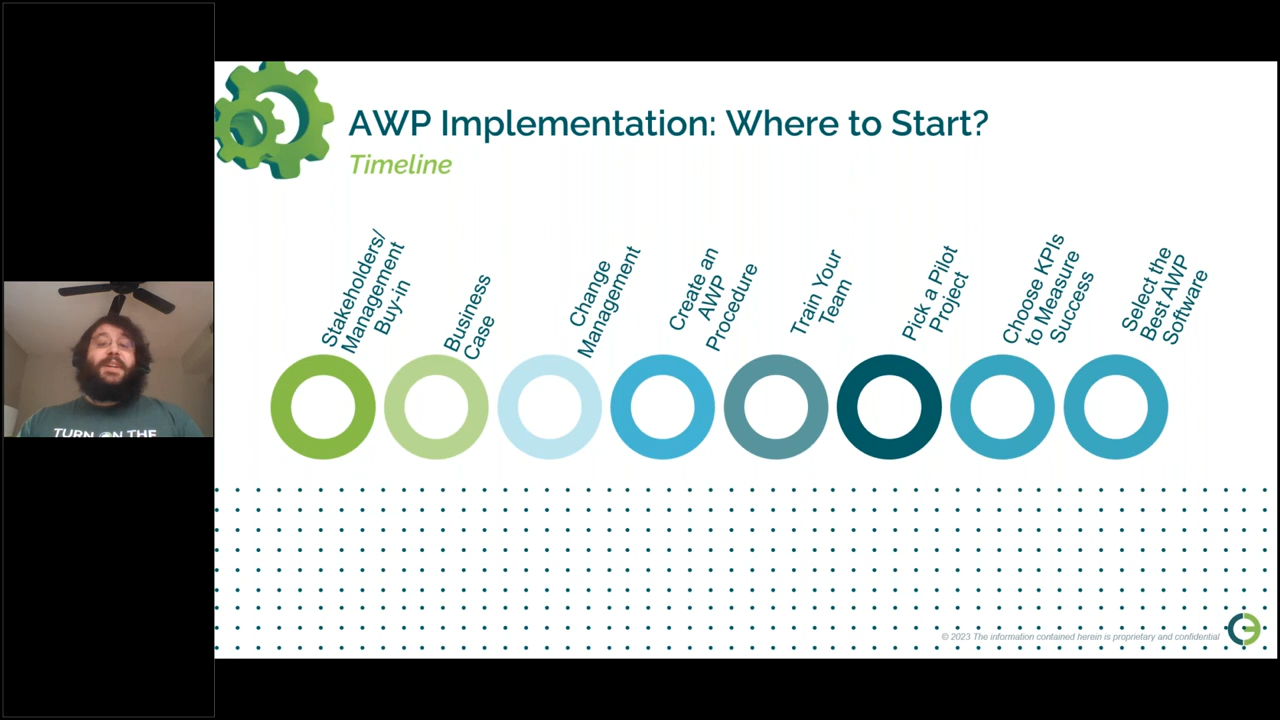 AWP Implementation: Where to Start?
Timeline
Stakeholders/
Management
Buy-in
Business
Case
Change
Management
Create an
AWP
Procedure
Train Your
Team
Pick a Pilot
Project
Choose KPIs
to Measure
Success
Select the
Best AWP
Software
TURN ON THE
© 2023 The information contained herein is proprietary and confidential